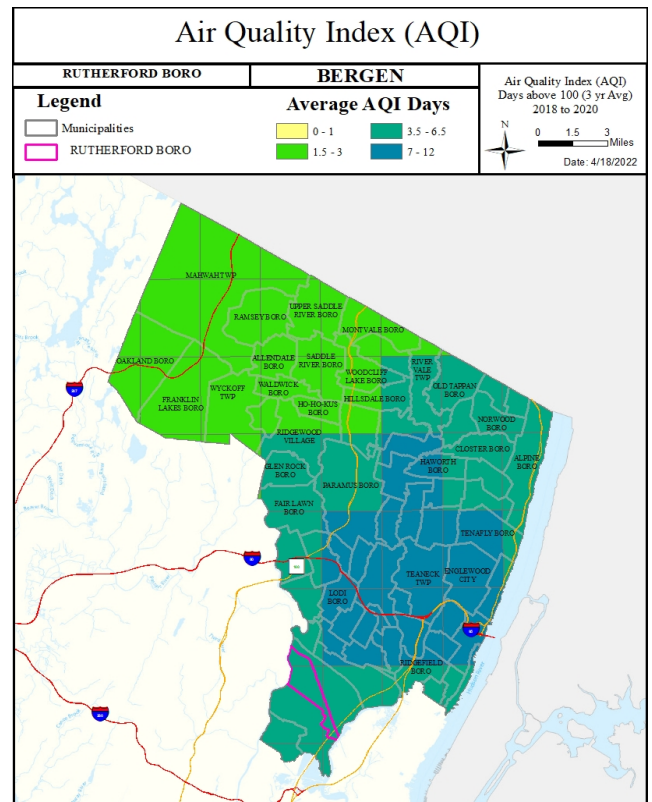 Air Quality Index (AQI)
RUTHERFORD BORO
BERGEN
Legend
Municipalities
RUTHERFORD BORO
Average AQI Days
0 - 1
1.5 - 3
3.5 - 6.5
7 - 12
Air Quality Index (AQI)
Days above 100 (3 yr Avg)
2018 to 2020
N
0 1.5 3
Miles
Date: 4/18/2022
MAHWAH TWP
RAMSEY BORO
UPPER SADDLE
RIVER BORO
MONTVALE BORO
OAKLAND BORO
ALLENDALE
BORO
SADDLE
RIVER BORO
WOODCLIFF
LAKE BORO
RIVER
VALE
TWP
OLD TAPPAN
BORO
FRANKLIN
LAKES BORO
WYCKOFF
TWP
WALDWICK
BORO
HO-HO-KUS
BORO
HILLSDALE BORO
NORWOOD
BORO
RIDGEWOOD
VILLAGE
CLOSTER BORO
ALPINE
BORO
GLEN ROCK
BORO
HAWORTH
BORO
PARAMUS BORO
FAIR LAWN
BORO
TENAFLY BORO
TEANECK
TWP
ENGLEWOOD
CITY
LODI
BORO
RIDGEFIELD
BORO